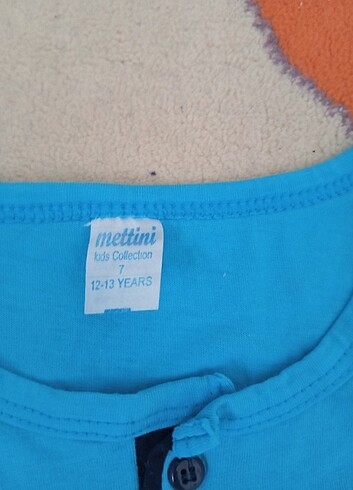 mettini
kids Collection
7
12-13 YEARS